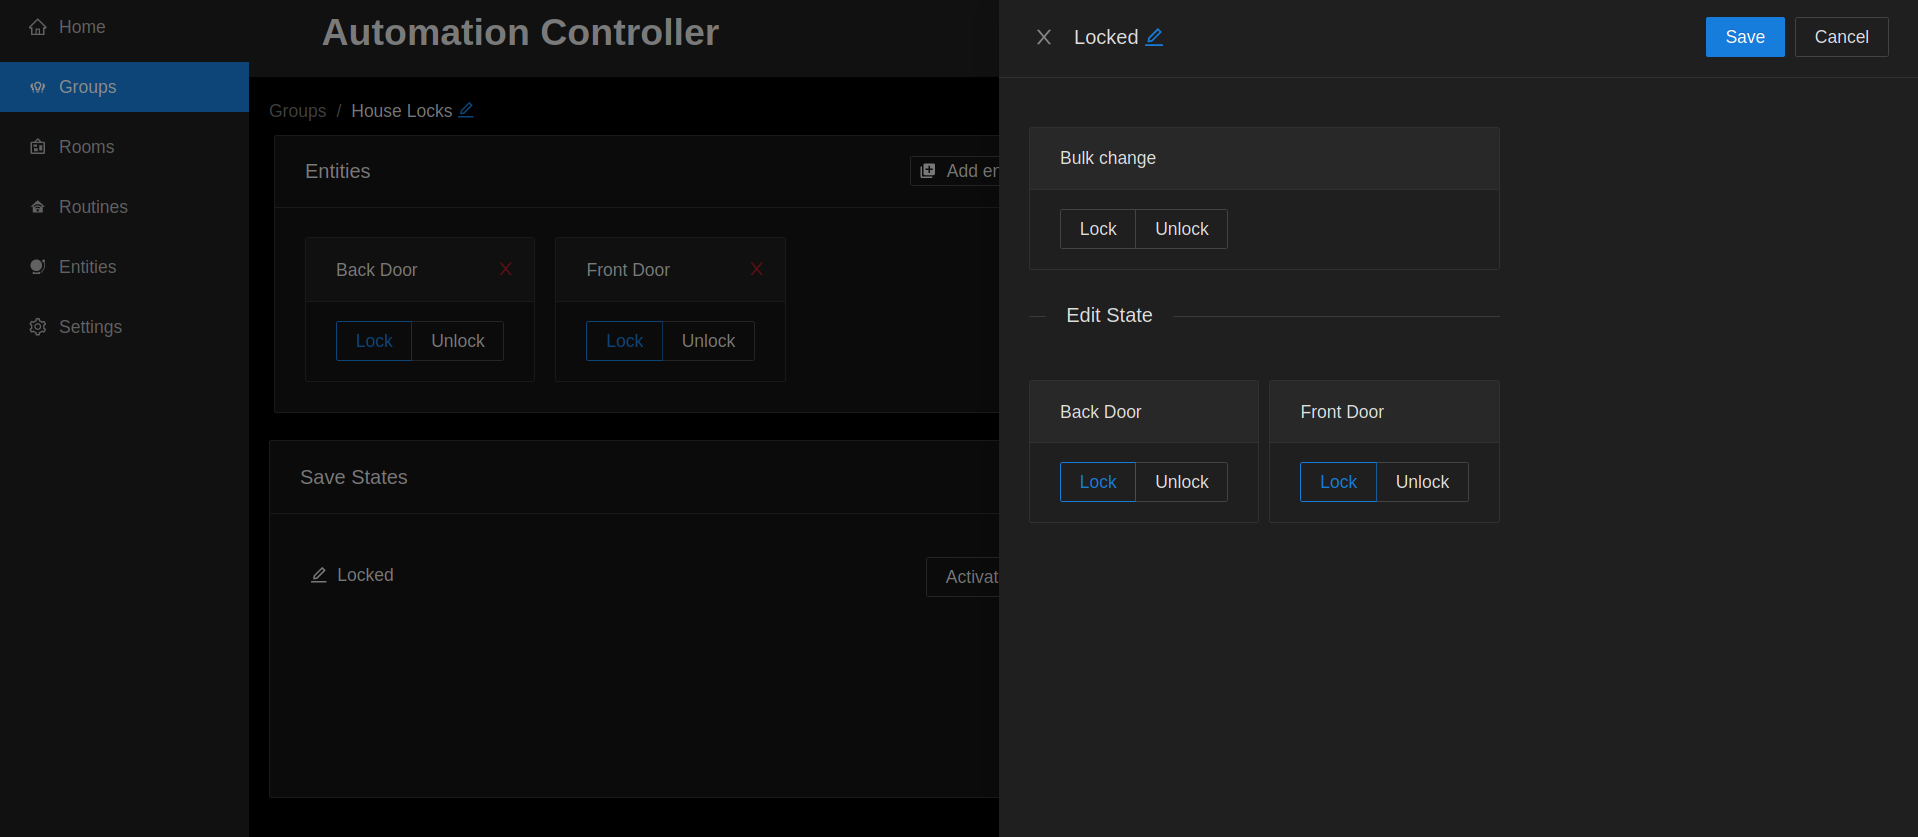 Home
Groups
Rooms
Routines
Entities
Settings
Automation Controller
Groups / House Locks
Entities
Add en
Back Door
Lock Unlock
Front Door
Lock Unlock
Save States
Locked
Activat
Locked
Save
Cancel
Bulk change
Lock Unlock
Edit State
Back Door
Lock Unlock
Front Door
Lock Unlock